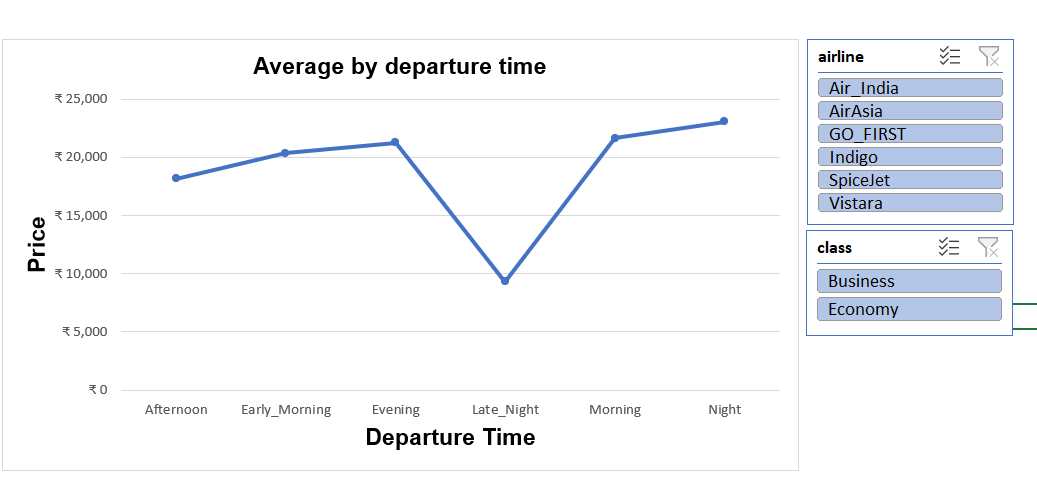 Average by departure time
₹ 25,000
₹ 20,000
₹ 15,000
₹ 10,000
₹ 5,000
₹ 0
Price
Afternoon Early_Morning Evening Late_Night Morning Night
Departure Time
airline
Air_India
AirAsia
GO_FIRST
Indigo
SpiceJet
Vistara
class
Business
Economy